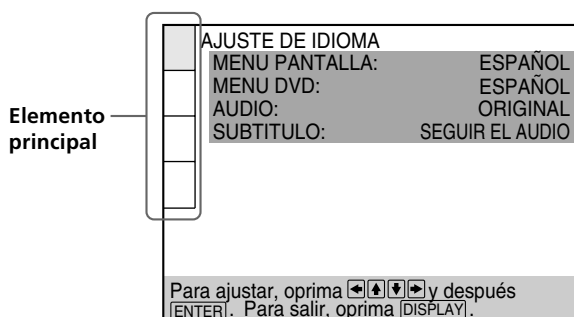 AJUSTE DE IDIOMA
MENU PANTALLA: ESPAÑOL
MENU DVD: ESPAÑOL
AUDIO: ORIGINAL
SUBTITULO: SEGUIR EL AUDIO
Elemento
principal
Para ajustar, oprima ←↑↓→ y después
ENTER. Para salir, oprima DISPLAY.